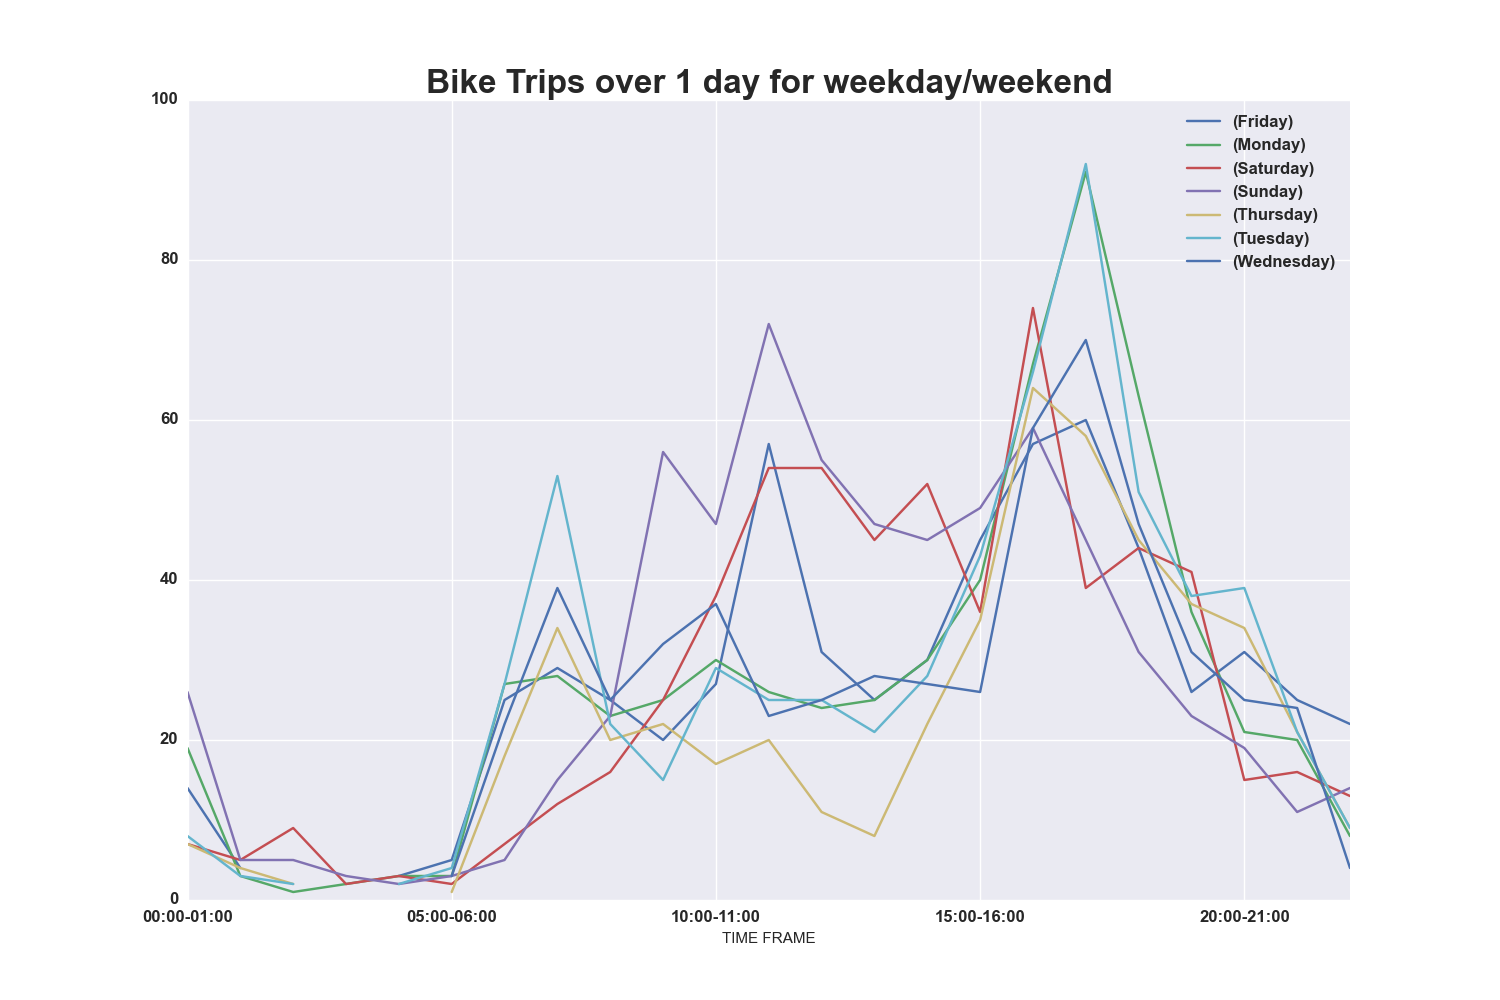 Bike Trips over 1 day for weekday/weekend
100
80
60
40
20
0
(Friday)
(Monday)
(Saturday)
(Sunday)
(Thursday)
(Tuesday)
(Wednesday)
00:00-01:00 05:00-06:00 10:00-11:00 15:00-16:00 20:00-21:00
TIME FRAME